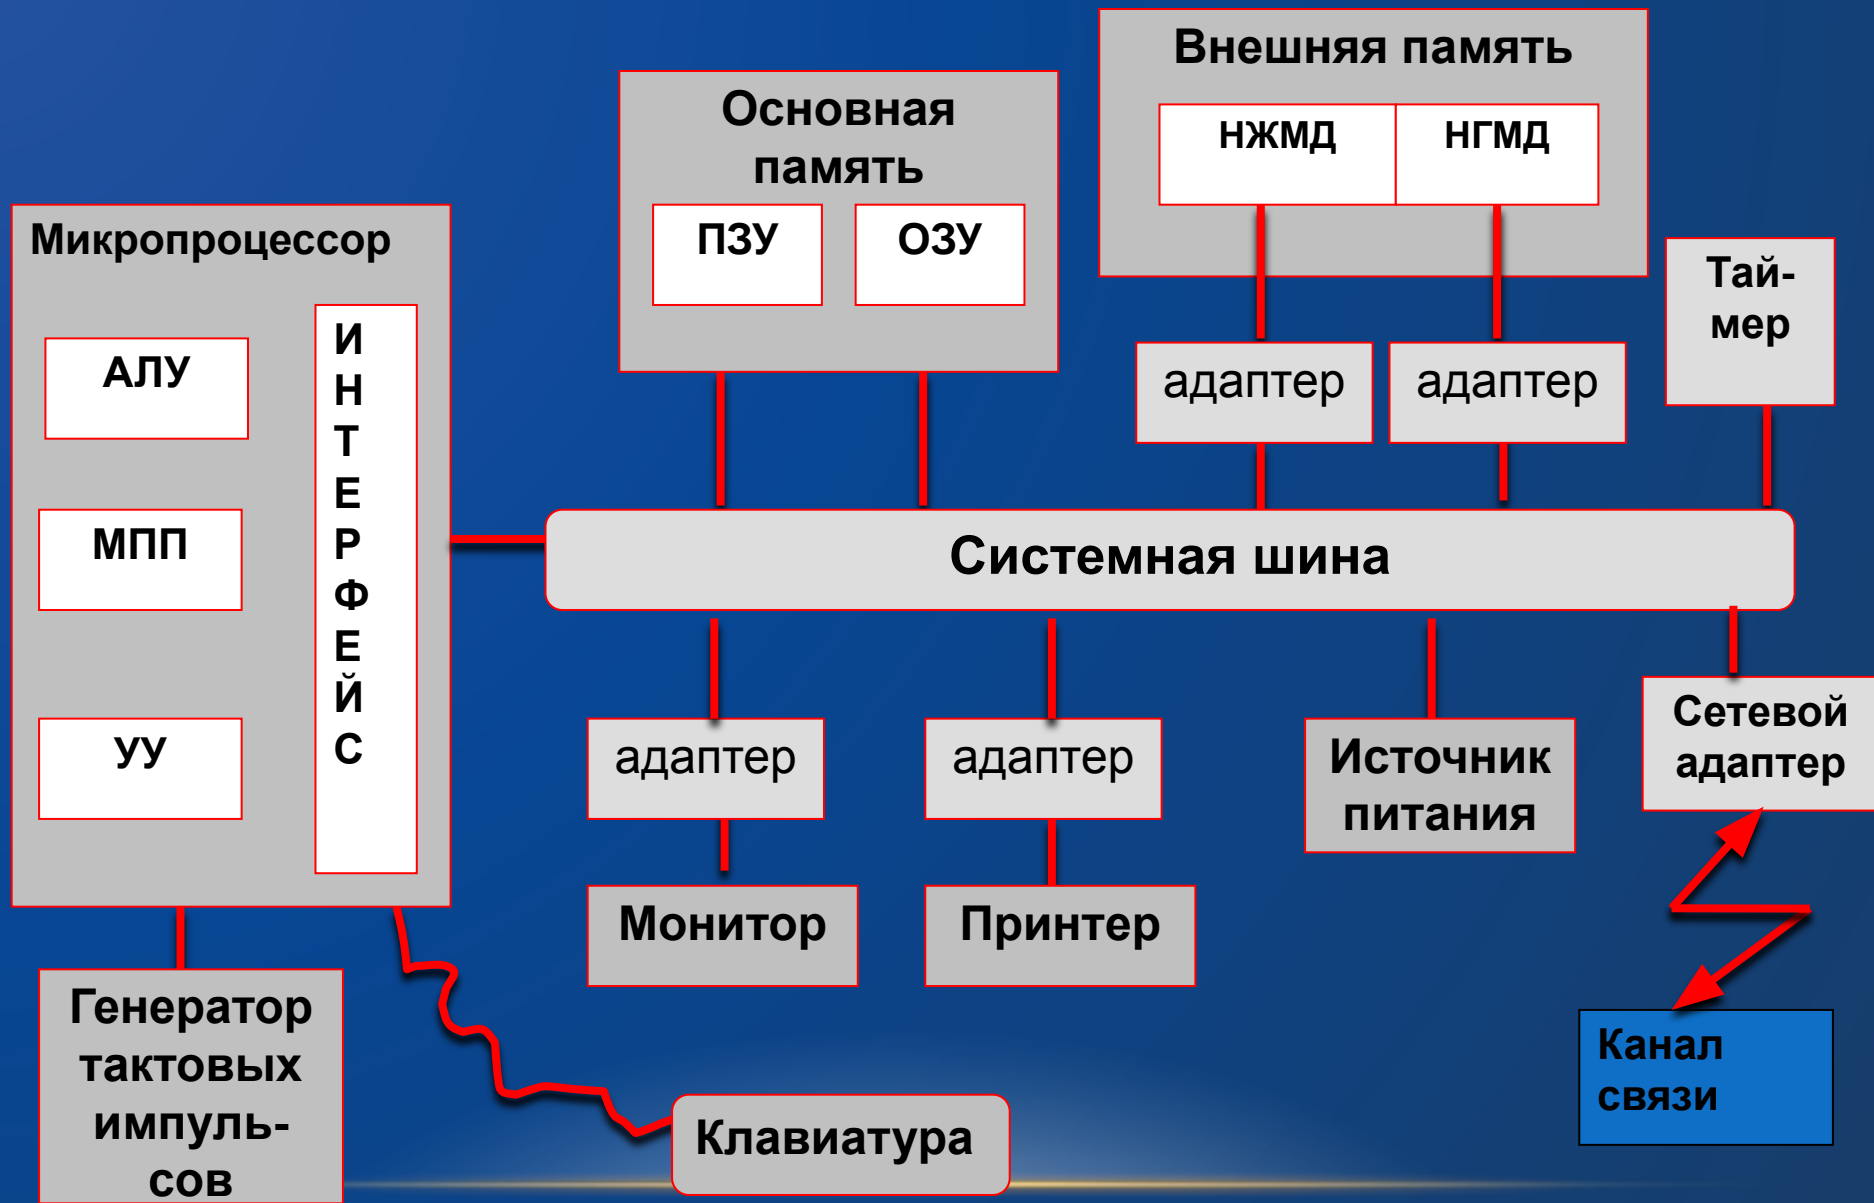 Внешняя память
НЖМД
НГМД
Основная
память
ПЗУ
ОЗУ
Микропроцессор
АЛУ
МПП
УУ
И
Н
Т
Е
Р
Ф
Е
Й
С
адаптер
адаптер
Тай-
мер
Системная шина
адаптер
адаптер
Источник
питания
Сетевой
адаптер
Монитор
Принтер
Генератор
тактовых
импуль-
сов
Клавиатура
Канал
связи